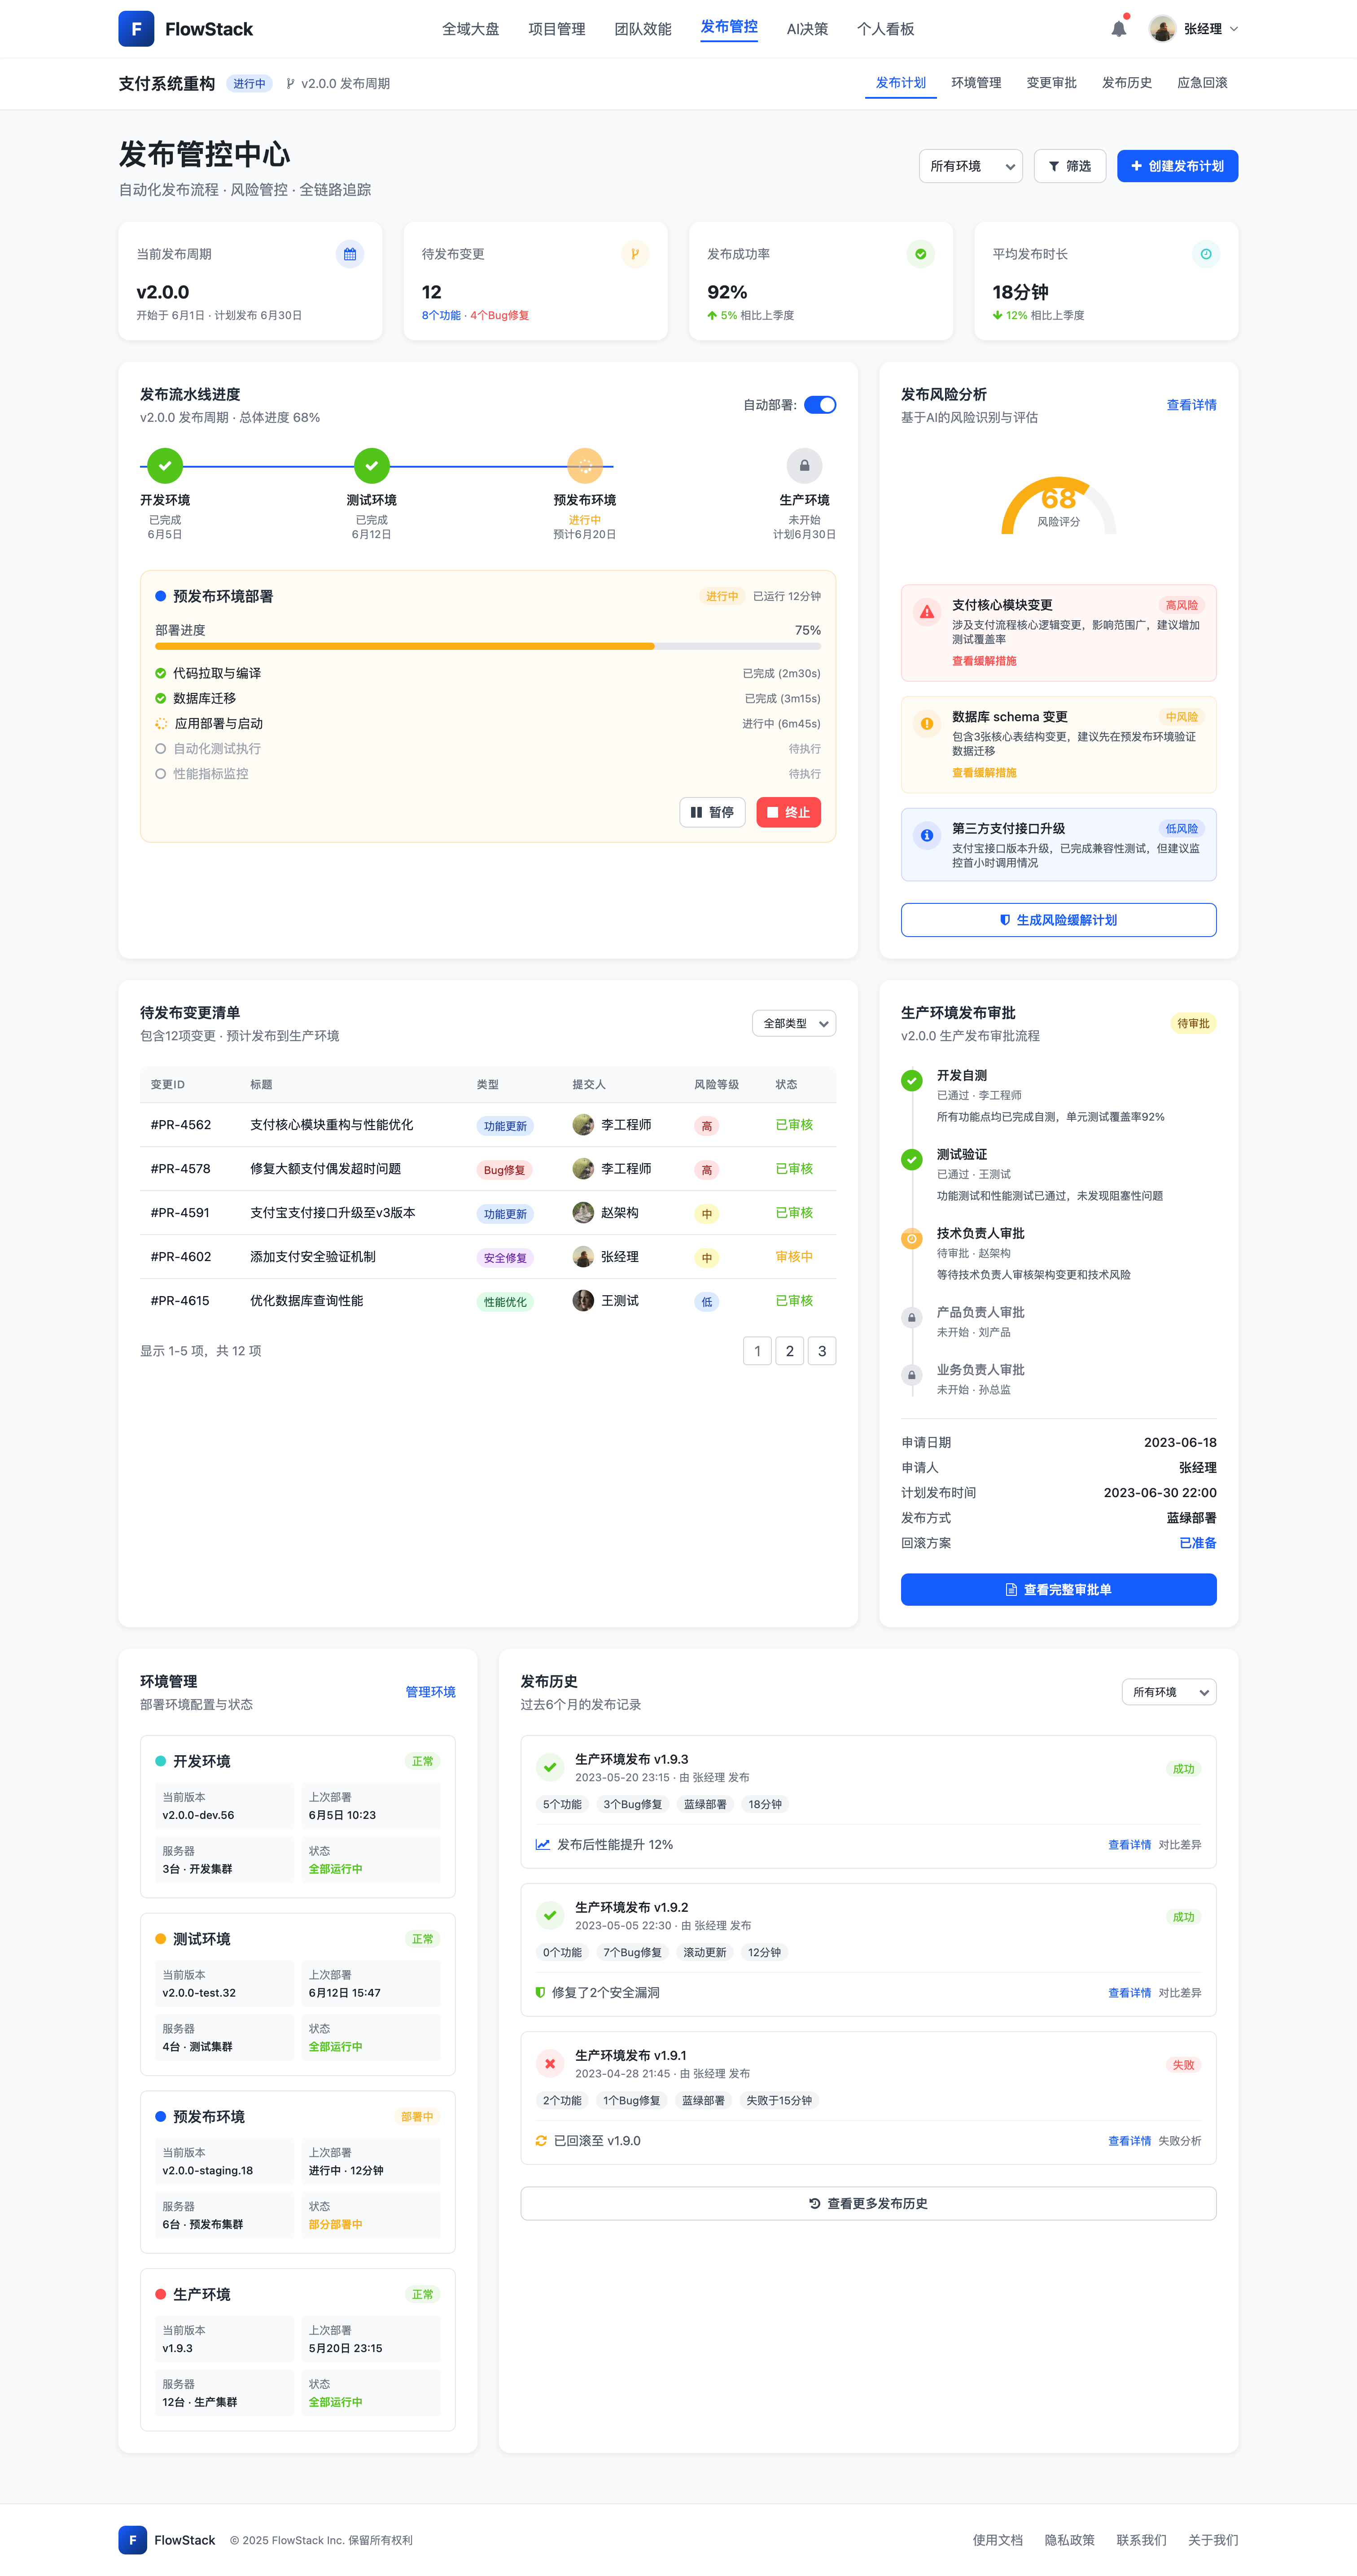 F FlowStack 全域大盘 项目管理 团队效能 发布管控 AI决策 个人看板 张经理
支付系统重构 进行中 v2.0.0 发布周期 发布计划 环境管理 变更审批 发布历史 应急回滚
发布管控中心
自动化发布流程 · 风险管控 · 全链路追踪
所有环境 筛选 创建发布计划
当前发布周期
v2.0.0
开始于 6月1日 · 计划发布 6月30日
待发布变更
12
8个功能 · 4个Bug修复
发布成功率
92%
5% 相比上季度
平均发布时长
18分钟
12% 相比上季度
发布流水线进度
v2.0.0 发布周期 · 总体进度 68%
自动部署:
开发环境
已完成
6月5日
测试环境
已完成
6月12日
预发布环境
进行中
预计6月20日
生产环境
未开始
计划6月30日
预发布环境部署 进行中 已运行 12分钟
部署进度 75%
代码拉取与编译 已完成 (2m30s)
数据库迁移 已完成 (3m15s)
应用部署与启动 进行中 (6m45s)
自动化测试执行 待执行
性能指标监控 待执行
暂停 终止
发布风险分析
基于AI的风险识别与评估
查看详情
68
风险评分
支付核心模块变更 高风险
涉及支付流程核心逻辑变更，影响范围广，建议增加
测试覆盖率
查看缓解措施
数据库 schema 变更 中风险
包含3张核心表结构变更，建议先在预发布环境验证
数据迁移
查看缓解措施
第三方支付接口升级 低风险
支付宝接口版本升级，已完成兼容性测试，但建议监
控首小时调用情况
生成风险缓解计划
待发布变更清单
包含12项变更 · 预计发布到生产环境
全部类型
变更ID 标题 类型 提交人 风险等级 状态
#PR-4562 支付核心模块重构与性能优化 功能更新 李工程师 高 已审核
#PR-4578 修复大额支付偶发超时问题 Bug修复 李工程师 高 已审核
#PR-4591 支付宝支付接口升级至v3版本 功能更新 赵架构 中 已审核
#PR-4602 添加支付安全验证机制 安全修复 张经理 中 审核中
#PR-4615 优化数据库查询性能 性能优化 王测试 低 已审核
显示 1-5 项，共 12 项 1 2 3
生产环境发布审批
v2.0.0 生产发布审批流程
待审批
开发自测
已通过 · 李工程师
所有功能点均已完成自测，单元测试覆盖率92%
测试验证
已通过 · 王测试
功能测试和性能测试已通过，未发现阻塞性问题
技术负责人审批
待审批 · 赵架构
等待技术负责人审核架构变更和技术风险
产品负责人审批
未开始 · 刘产品
业务负责人审批
未开始 · 孙总监
申请日期 2023-06-18
申请人 张经理
计划发布时间 2023-06-30 22:00
发布方式 蓝绿部署
回滚方案 已准备
查看完整审批单
环境管理
部署环境配置与状态
管理环境
开发环境 正常
当前版本 上次部署
v2.0.0-dev.56 6月5日 10:23
服务器 状态
3台 · 开发集群 全部运行中
测试环境 正常
当前版本 上次部署
v2.0.0-test.32 6月12日 15:47
服务器 状态
4台 · 测试集群 全部运行中
预发布环境 部署中
当前版本 上次部署
v2.0.0-staging.18 进行中 · 12分钟
服务器 状态
6台 · 预发布集群 部分部署中
生产环境 正常
当前版本 上次部署
v1.9.3 5月20日 23:15
服务器 状态
12台 · 生产集群 全部运行中
发布历史
过去6个月的发布记录
所有环境
生产环境发布 v1.9.3
2023-05-20 23:15 · 由 张经理 发布
成功
5个功能 3个Bug修复 蓝绿部署 18分钟
发布后性能提升 12% 查看详情 对比差异
生产环境发布 v1.9.2
2023-05-05 22:30 · 由 张经理 发布
成功
0个功能 7个Bug修复 滚动更新 12分钟
修复了2个安全漏洞 查看详情 对比差异
生产环境发布 v1.9.1
2023-04-28 21:45 · 由 张经理 发布
失败
2个功能 1个Bug修复 蓝绿部署 失败于15分钟
已回滚至 v1.9.0 查看详情 失败分析
查看更多发布历史
F FlowStack © 2025 FlowStack Inc. 保留所有权利 使用文档 隐私政策 联系我们 关于我们